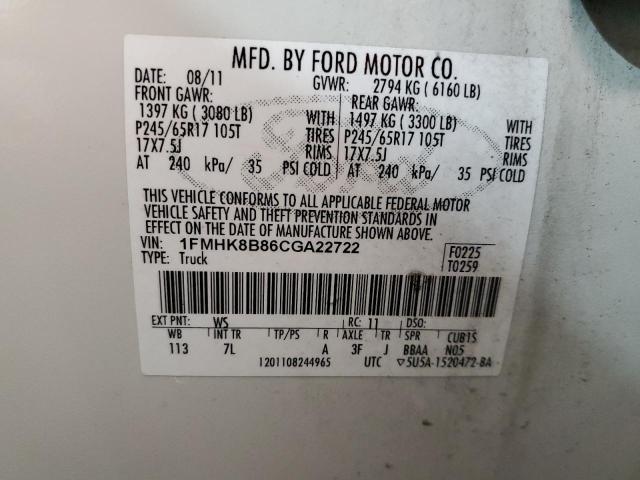 MFD. BY FORD MOTOR CO.
DATE: 08/11 GVWR: 2794 KG ( 6160 LB)
FRONT GAWR: REAR GAWR:
1397 KG ( 3080 LB) WITH 1497 KG ( 3300 LB) WITH
P245/65R17 105T TIRES P245/65R17 105T TIRES
17X7.5J RIMS 17X7.5J RIMS
AT 240 kPa/ 35 PSI COLD AT 240 kPa/ 35 PSI COLD
THIS VEHICLE CONFORMS TO ALL APPLICABLE FEDERAL MOTOR
VEHICLE SAFETY AND THEFT PREVENTION STANDARDS IN
EFFECT ON THE DATE OF MANUFACTURE SHOWN ABOVE.
VIN: 1FMHK8B86CGA22722 F0225
TYPE: Truck T0259
EXT PNT: WS RC: 11 DSO:
WB INT TR TP/PS R AXLE TR SPR CUB1S
113 7L A 3F J BBAA N05
1201108244965 UTC ▽5U5A-1520472-BA
Ford